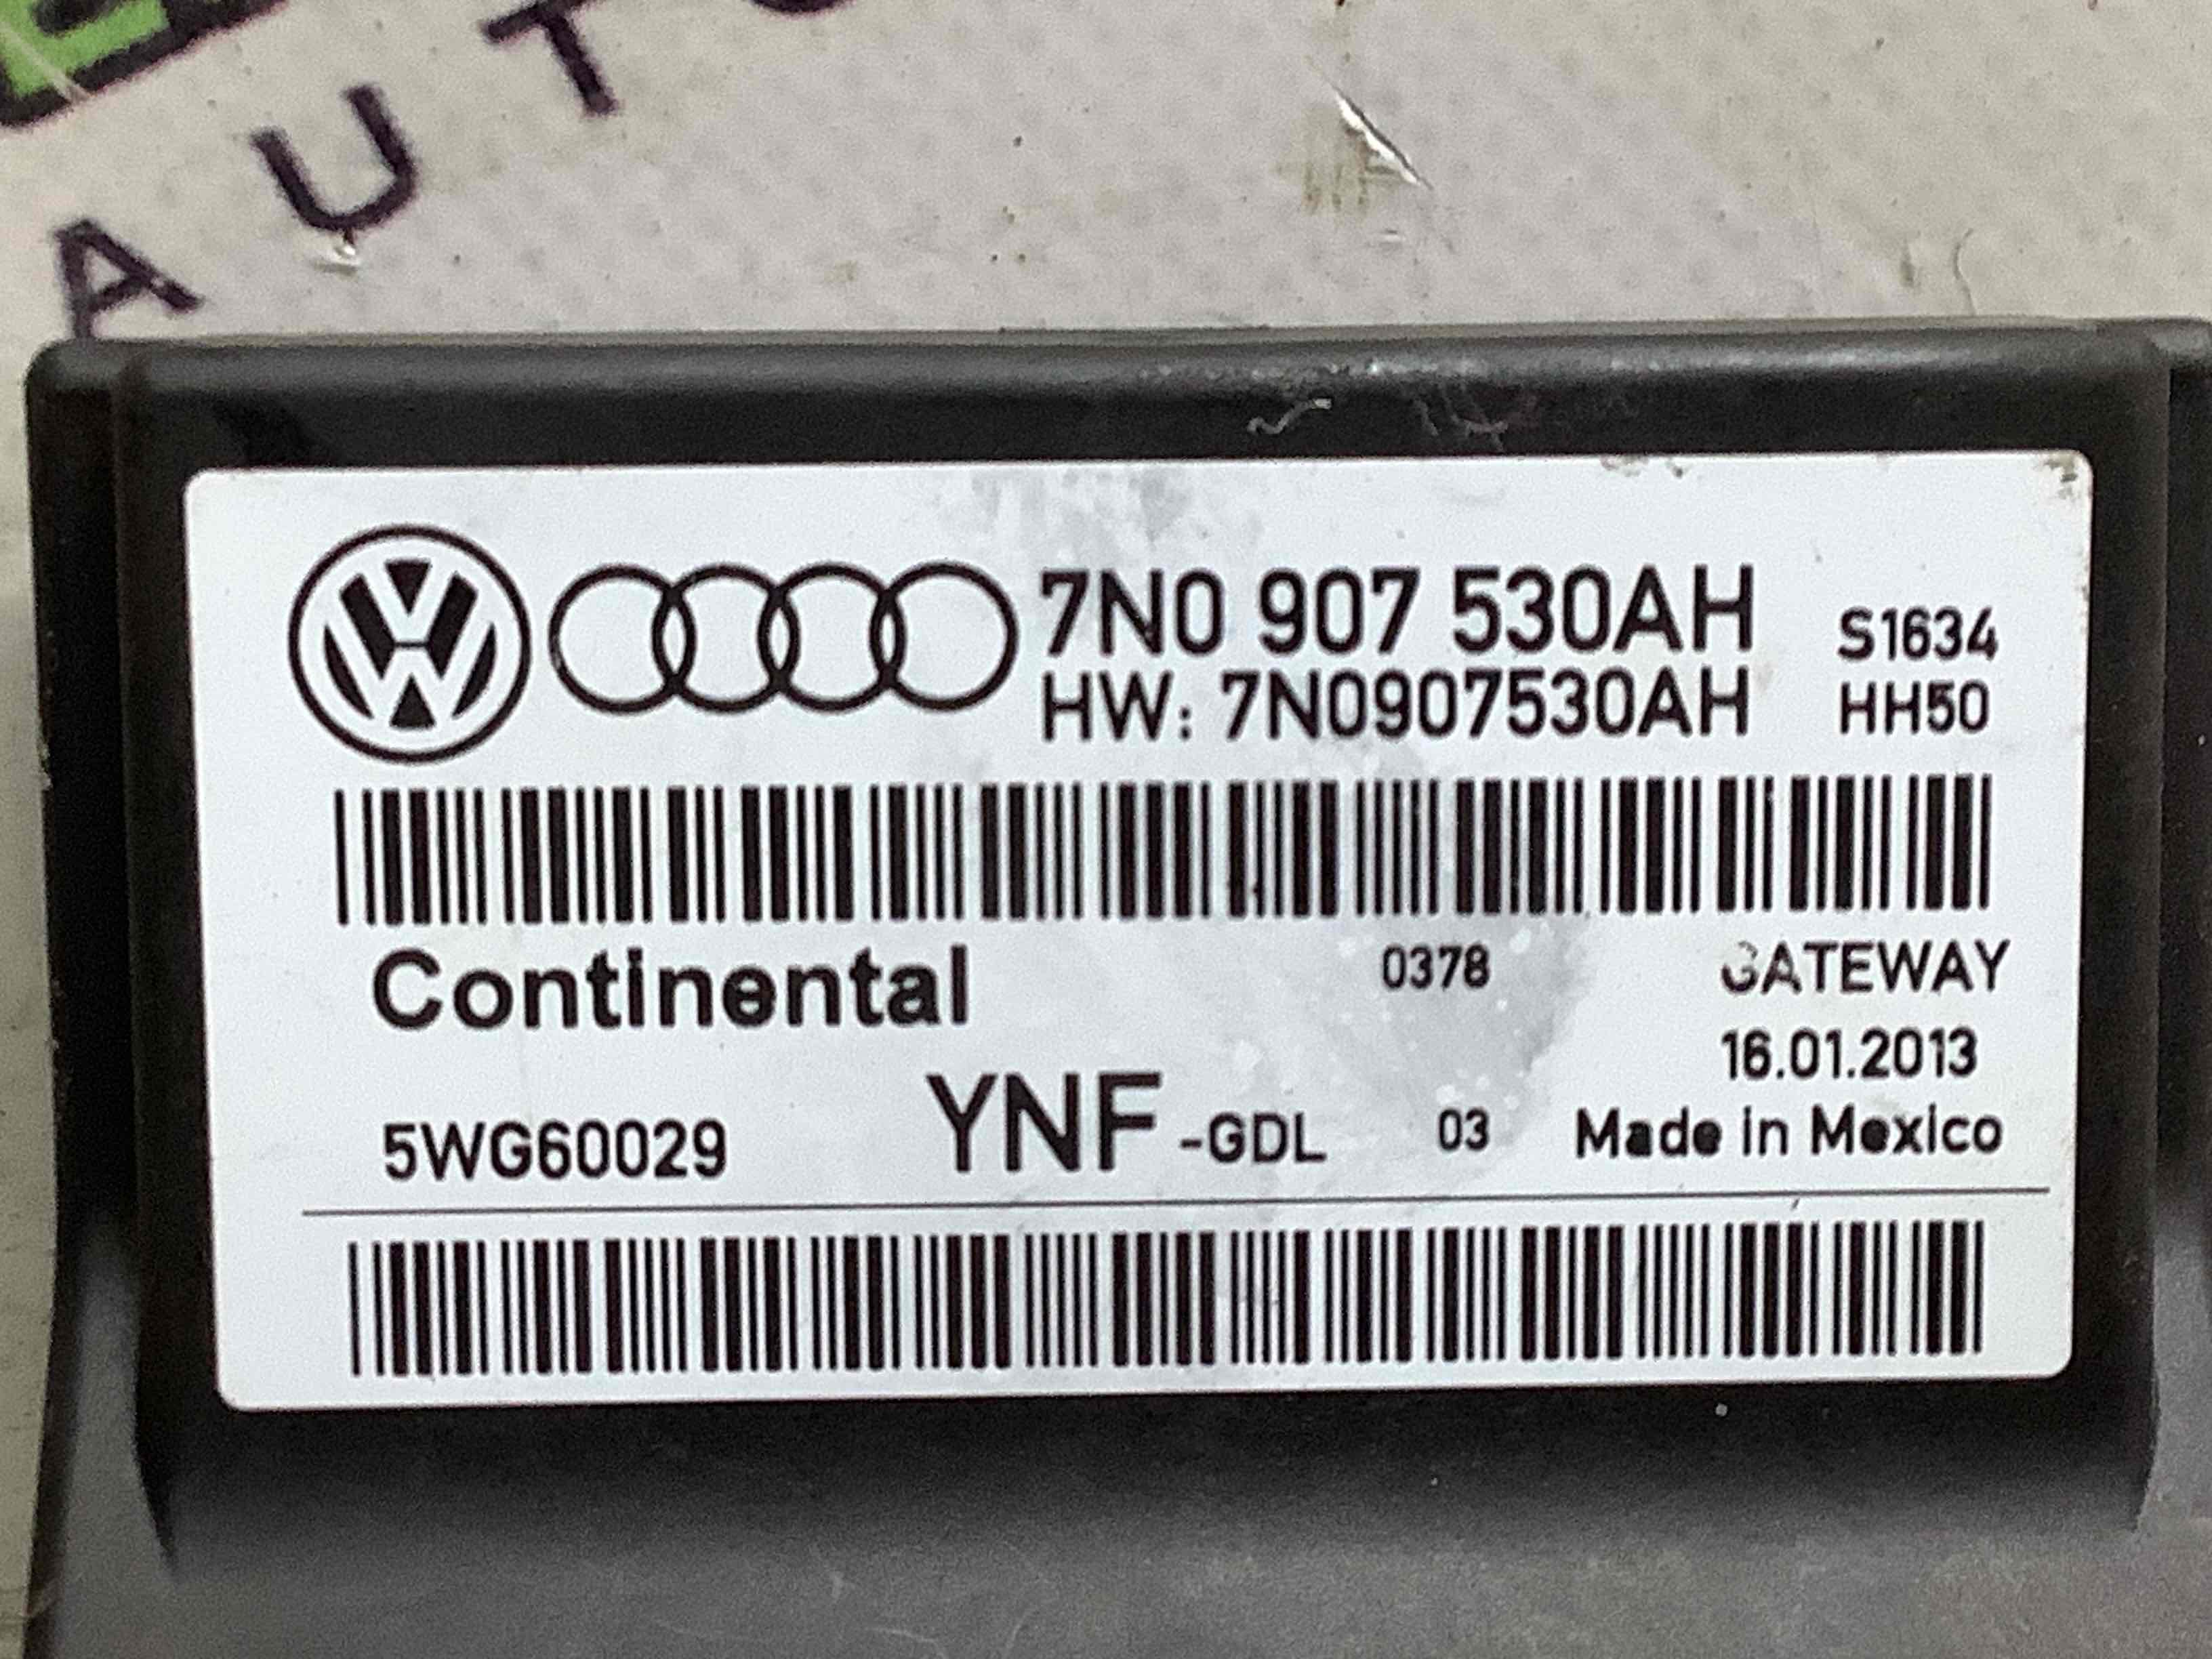 AUTO
7N0 907 530AH S1634
HW: 7N0907530AH HH50
Continental 0378 GATEWAY
16.01.2013
5WG60029 YNF -GDL 03 Made in Mexico